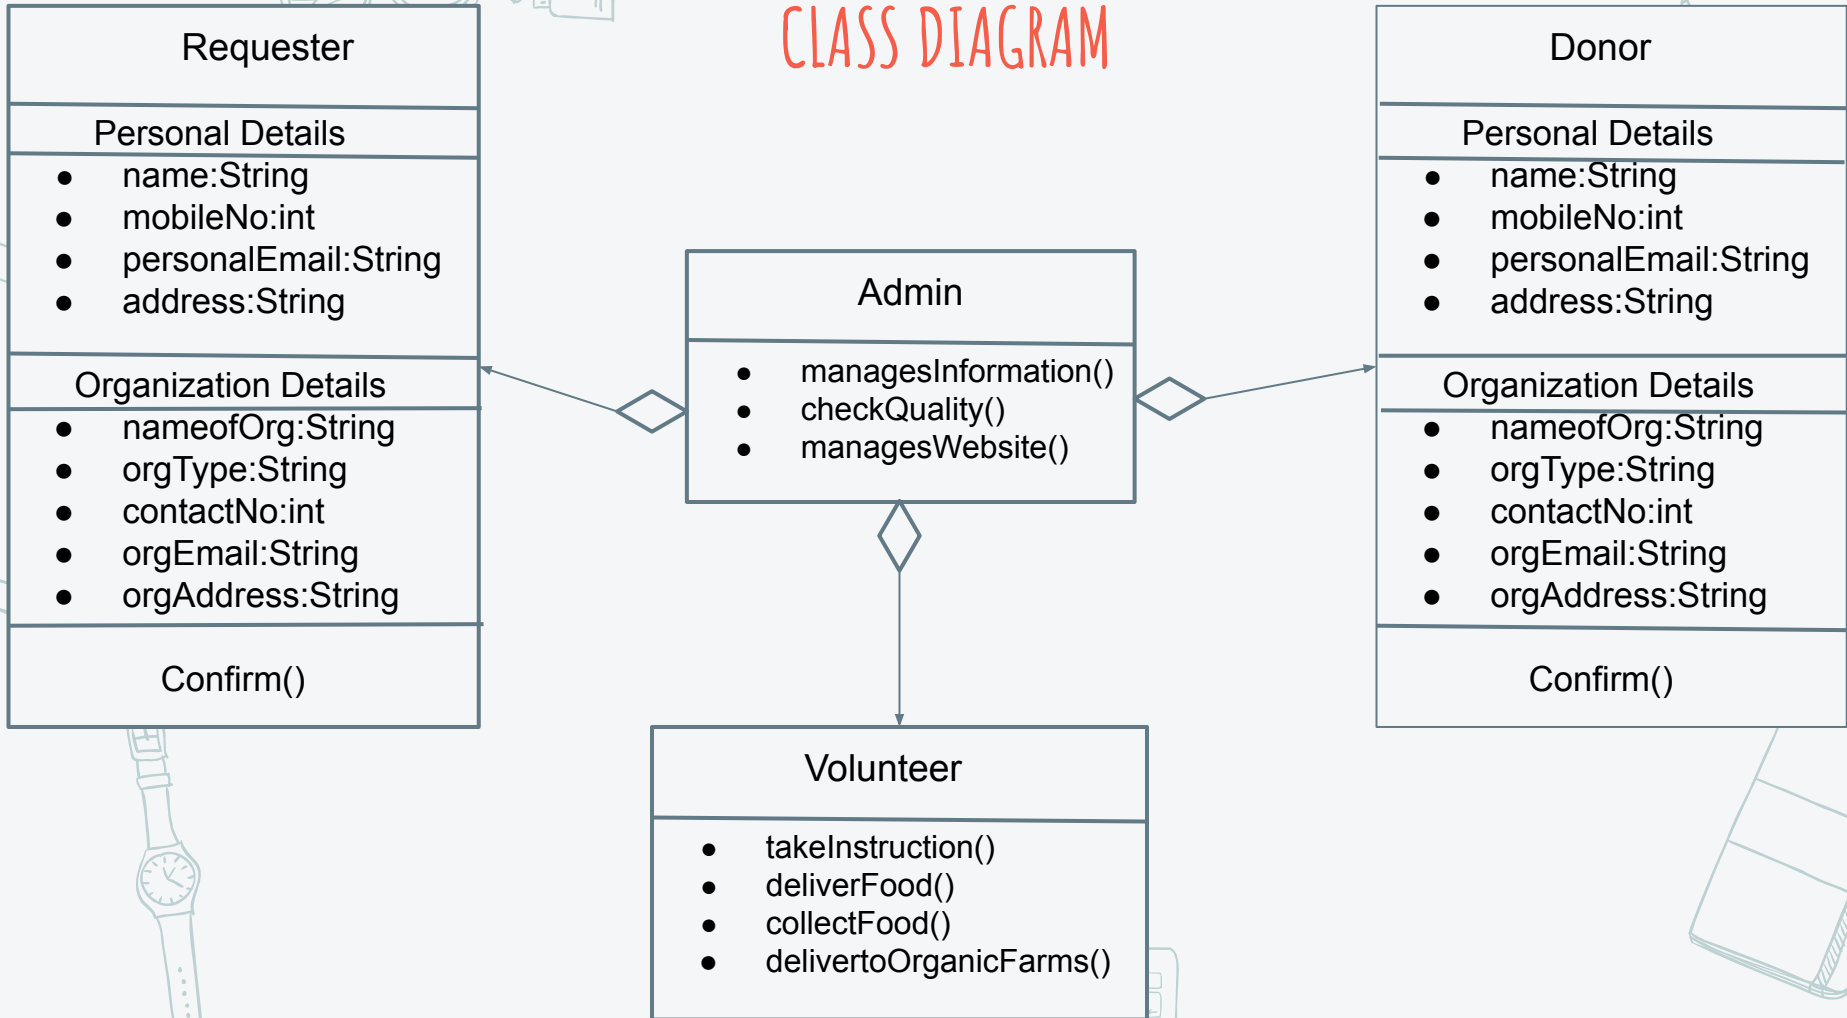 CLASS DIAGRAM
Requester
Personal Details
● name:String
● mobileNo:int
● personalEmail:String
● address:String
Organization Details
● nameofOrg:String
● orgType:String
● contactNo:int
● orgEmail:String
● orgAddress:String
Confirm()
Admin
● managesInformation()
● checkQuality()
● managesWebsite()
Volunteer
● takeInstruction()
● deliverFood()
● collectFood()
● delivertoOrganicFarms()
Donor
Personal Details
● name:String
● mobileNo:int
● personalEmail:String
● address:String
Organization Details
● nameofOrg:String
● orgType:String
● contactNo:int
● orgEmail:String
● orgAddress:String
Confirm()